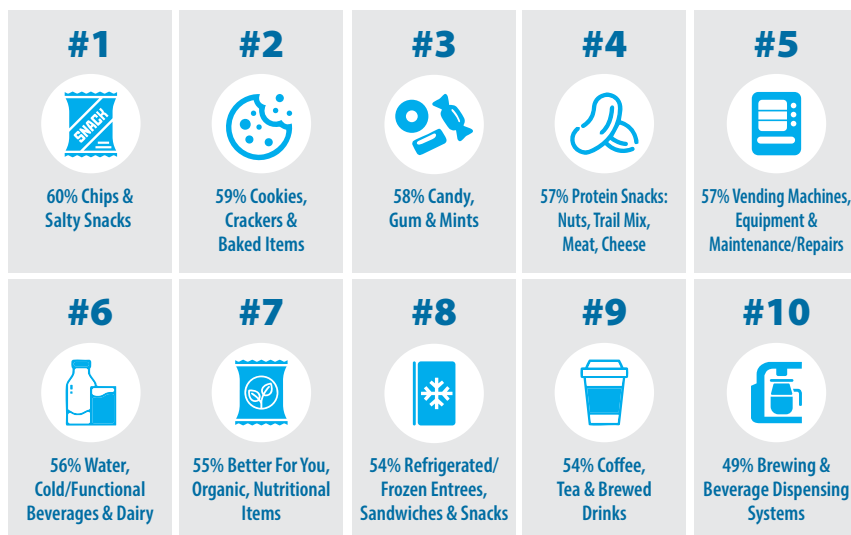 #1
SNACK
60% Chips &
Salty Snacks
#2
59% Cookies,
Crackers &
Baked Items
#3
58% Candy,
Gum & Mints
#4
57% Protein Snacks:
Nuts, Trail Mix,
Meat, Cheese
#5
57% Vending Machines,
Equipment &
Maintenance/Repairs
#6
56% Water,
Cold/Functional
Beverages & Dairy
#7
55% Better For You,
Organic, Nutritional
Items
#8
54% Refrigerated/
Frozen Entrees,
Sandwiches & Snacks
#9
54% Coffee,
Tea & Brewed
Drinks
#10
49% Brewing &
Beverage Dispensing
Systems